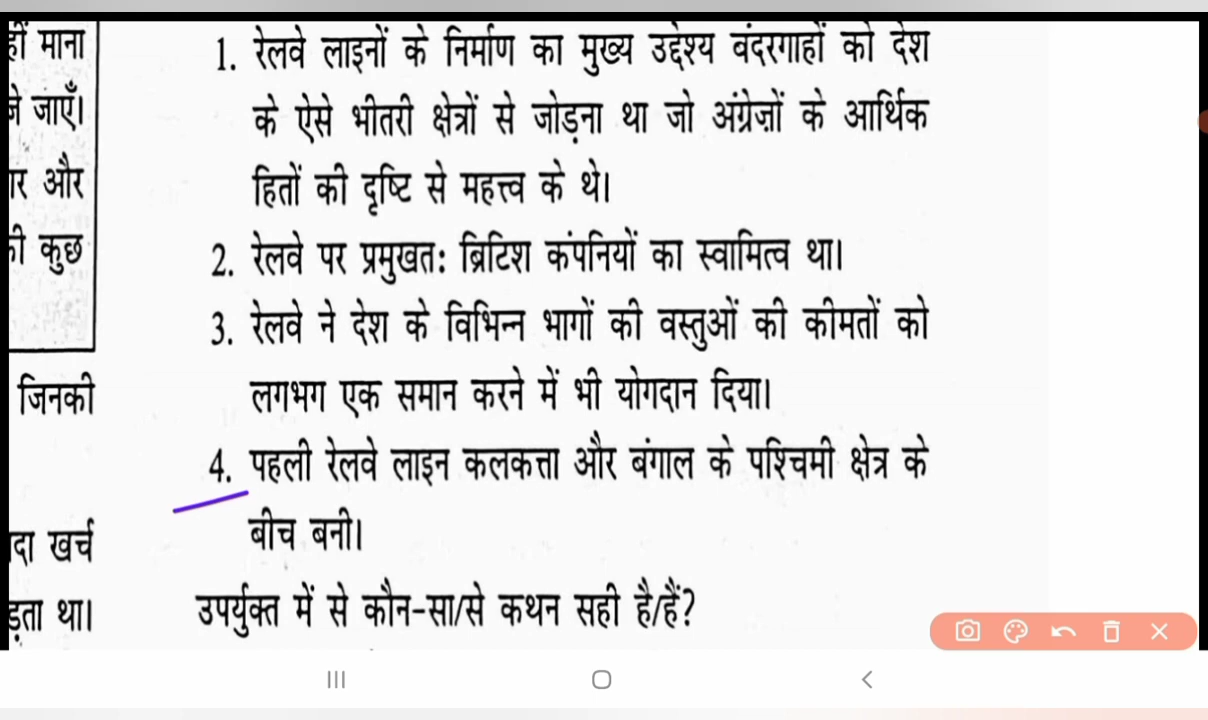 माना
जाएँ।
और
कुछ
जिनकी
खर्च
था।
1. रेलवे लाइनों के निर्माण का मुख्य उद्देश्य बंदरगाहों को देश
के ऐसे भीतरी क्षेत्रों से जोड़ना था जो अंग्रेज़ों के आर्थिक
हितों की दृष्टि से महत्त्व के थे।
2. रेलवे पर प्रमुखतः ब्रिटिश कंपनियों का स्वामित्व था।
3. रेलवे ने देश के विभिन्न भागों की वस्तुओं की कीमतों को
लगभग एक समान करने में भी योगदान दिया।
4. पहली रेलवे लाइन कलकत्ता और बंगाल के पश्चिमी क्षेत्र के
बीच बनी।
उपर्युक्त में से कौन-सा/से कथन सही है/हैं?